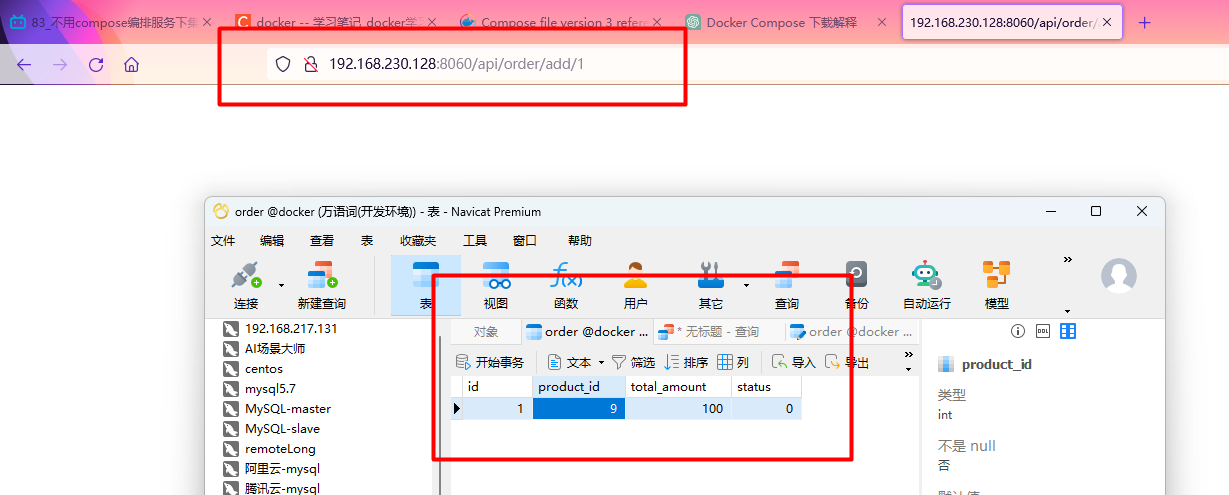 83_不用compose编排服务下集
docker -- 学习笔记_docker学
Compose file version 3 refere
Docker Compose 下载解释
192.168.230.128:8060/api/order/
192.168.230.128:8060/api/order/add/1
order @docker (万语词(开发环境)) - 表 - Navicat Premium
文件 编辑 查看 表 收藏夹 工具 窗口 帮助
连接 新建查询 表 视图 函数 用户 其它 查询 备份 自动运行 模型
192.168.217.131
AI场景大师
centos
mysql5.7
MySQL-master
MySQL-slave
remoteLong
阿里云-mysql
腾讯云-mysql
对象 order @docker ... * 无标题 - 查询 order @docker ...
开始事务 文本 筛选 排序 列 导入 导出
id product_id total_amount status
1 9 100 0
DDL
product_id
类型
int
不是 null
否
默认值